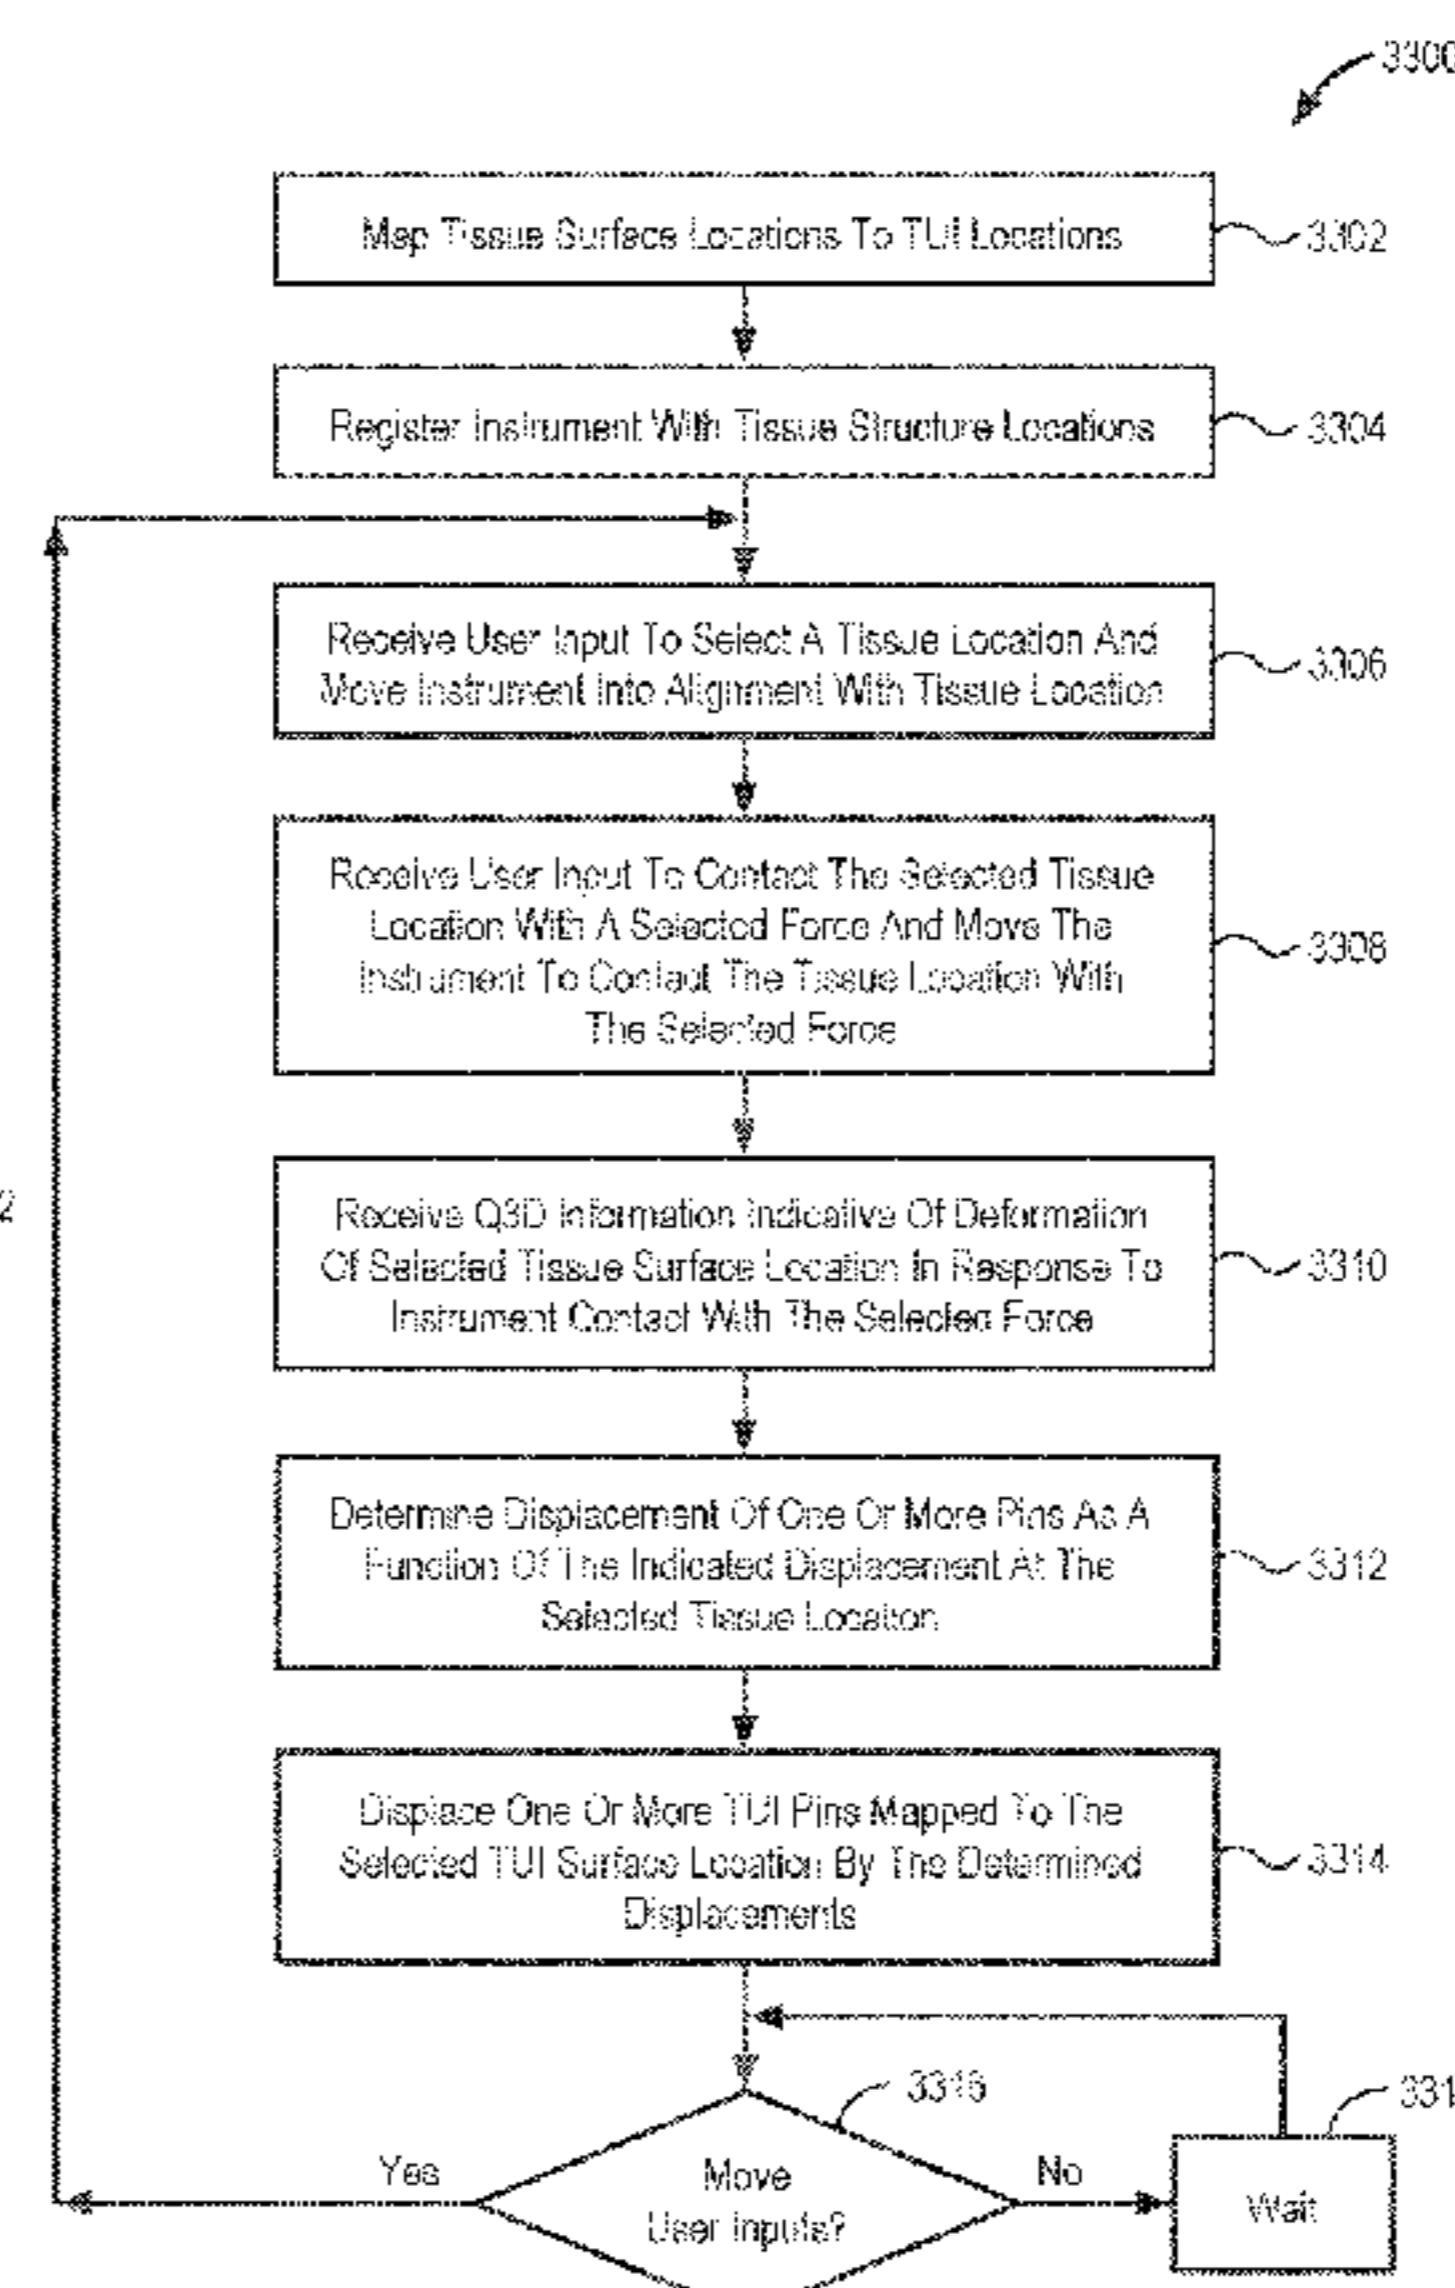 3300
Map Tissue Surface Locations To TUI Locations
3302
Register Instrument With Tissue Structure Locations
3304
Receive User Input To Select A Tissue Location And
Move Instrument Into Alignment With Tissue Location
3306
Receive User Input To Contact The Selected Tissue
Location With A Selected Force And Move The
Instrument To Contact The Tissue Location With
The Selected Force
3308
Receive Q3D Information Indicative Of Deformation
Of Selected Tissue Surface Location In Response To
Instrument Contact With The Selected Force
3310
Determine Displacement Of One Or More Pins As A
Function Of The Indicated Displacement At The
Selected Tissue Location
3312
Displace One Or More TUI Pins Mapped To The
Selected TUI Surface Location By The Determined
Displacements
3314
3316
331
Yes
Move
User Inputs?
No
Wait